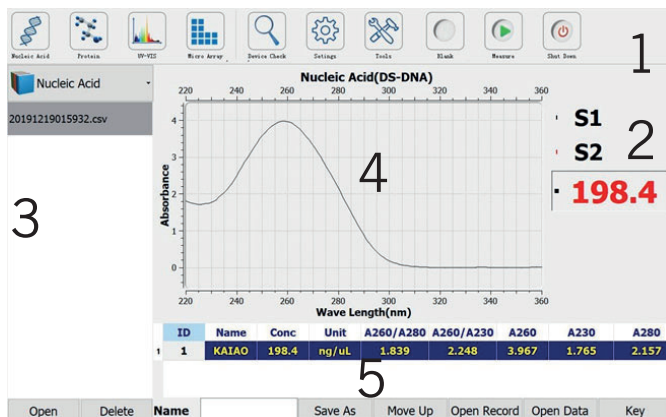 Nucleic Acid Protein UV-VIS Micro Array Device Check Settings Tools Blank Measure Shut Down
1
Nucleic Acid
20191219015932.csv
3
Nucleic Acid(DS-DNA)
220 240 260 280 300 320 340 360
4
3
2
1
0
Absorbance
4
220 240 260 280 300 320 340 360
Wave Length(nm)
S1
S2
2
198.4
ID Name Conc Unit A260/A280 A260/A230 A260 A230 A280
1 1 KAIAO 198.4 ng/uL 1.839 2.248 3.967 1.765 2.157
5
Open Delete Name Save As Move Up Open Record Open Data Key